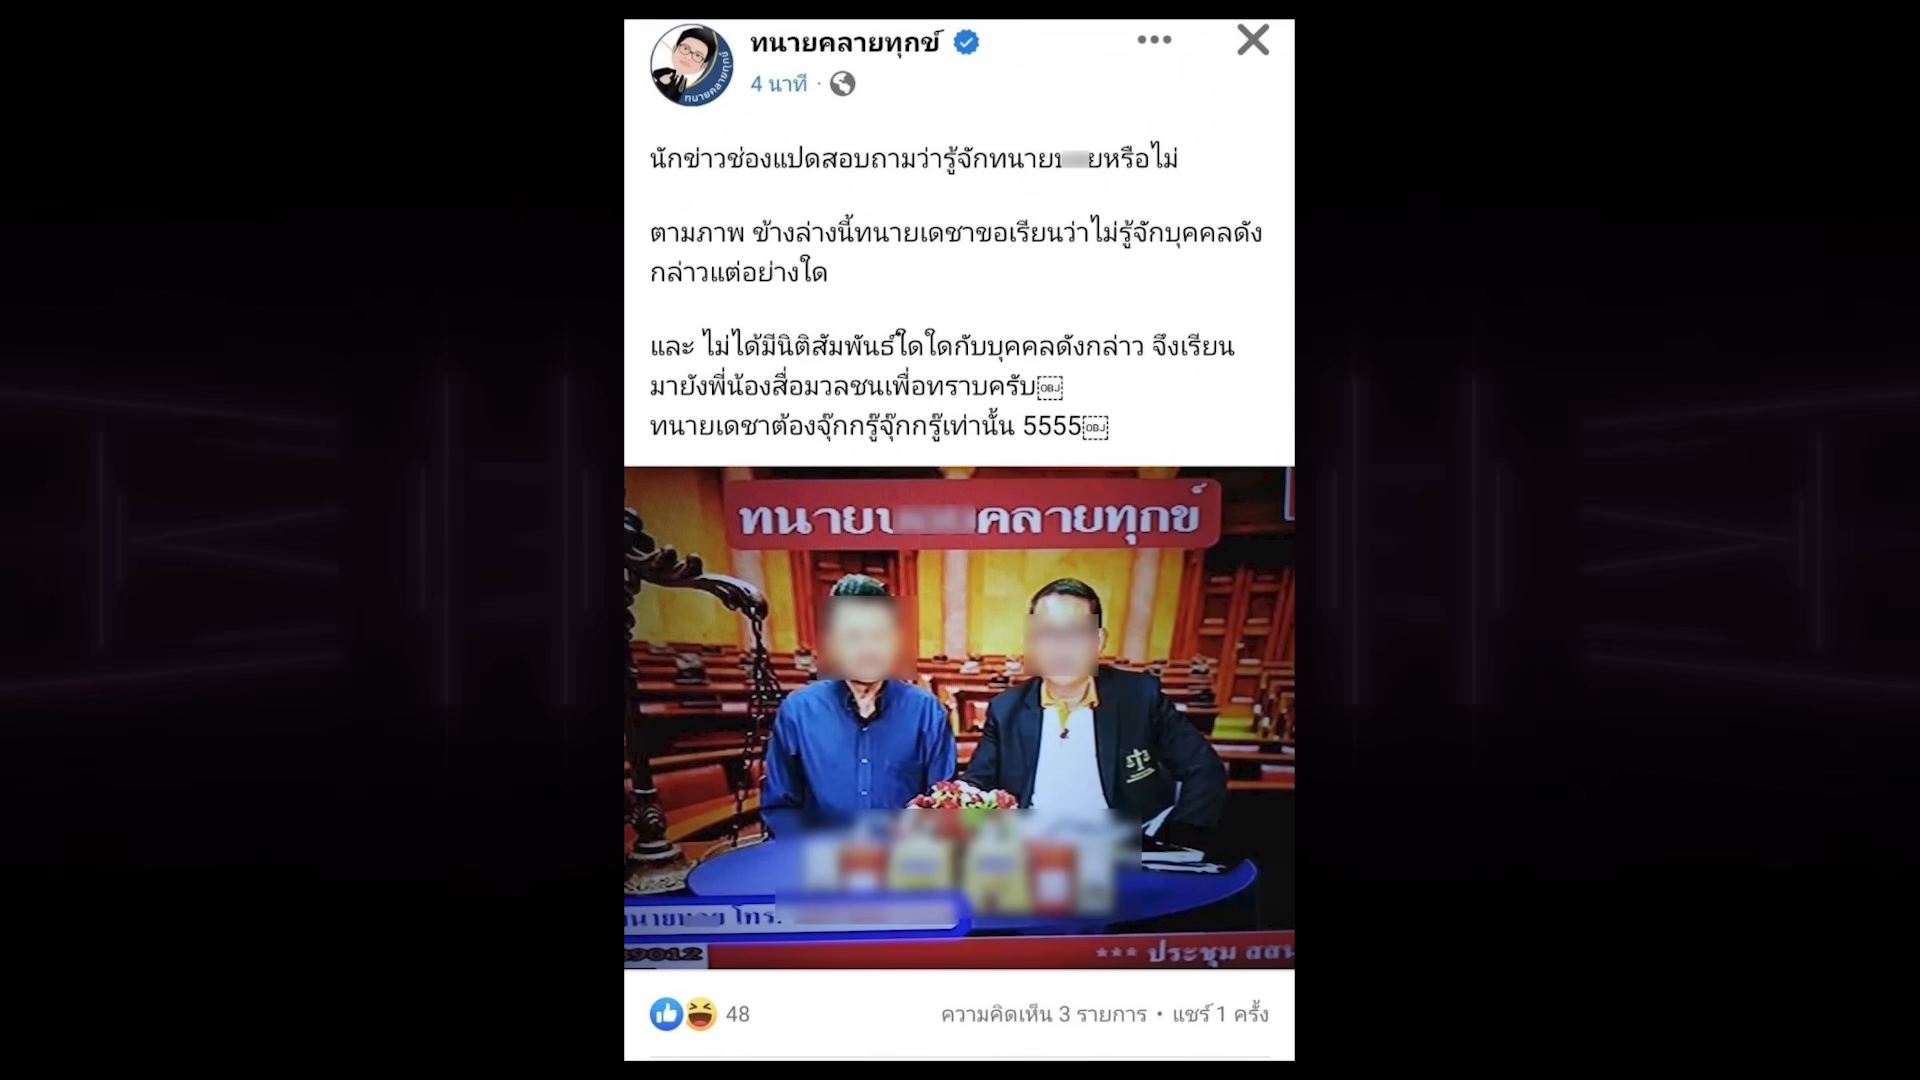 ทนายคลายทุกข์
ทนายคลายทุกข์
4 นาที ·
นักข่าวช่องแปดสอบถามว่ารู้จักทนาย ยหรือไม่
ตามภาพ ข้างล่างนี้ทนายเดชาขอเรียนว่าไม่รู้จักบุคคลดัง
กล่าวแต่อย่างใด
และ ไม่ได้มีนิติสัมพันธ์ใดใดกับบุคคลดังกล่าว จึงเรียน
มายังพี่น้องสื่อมวลชนเพื่อทราบครับ
ทนายเดชาต้องจุ๊กกรู๊จุ๊กกรู๊เท่านั้น 5555
ทนาย คลายทุกข์
โทร.
39012
*** ประชุม
48
ความคิดเห็น 3 รายการ • แชร์ 1 ครั้ง